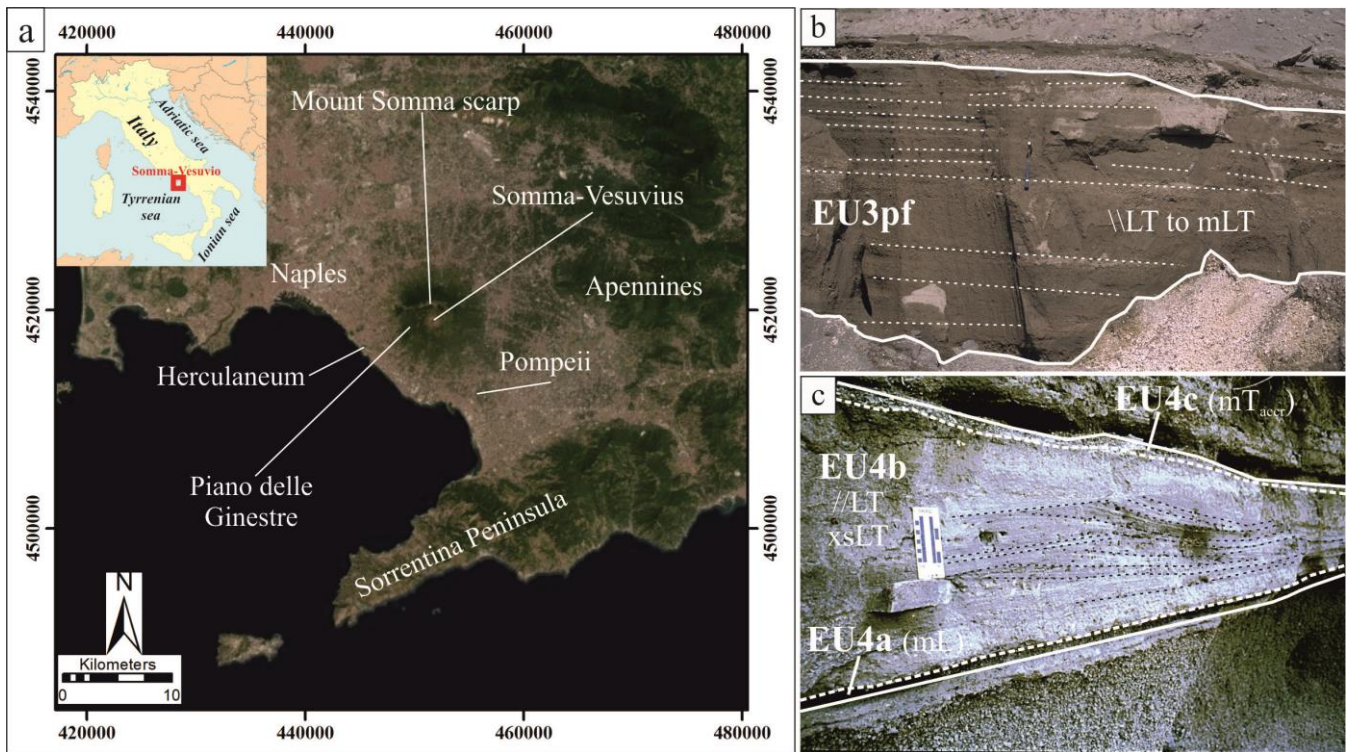 a
420000 440000 460000 480000
4540000
4520000
4500000
4540000
4520000
4500000
420000 440000 460000 480000
Italy
Adriatic sea
Somma-Vesuvio
Tyrrenian
sea
Ionian sea
Mount Somma scarp
Somma-Vesuvius
Naples
Apennines
Herculaneum
Pompeii
Piano delle
Ginestre
Sorrentina Peninsula
N
Kilometers
0 10
b
EU3pf
\\LT to mLT
c
EU4c (mTaccr)
EU4b
//LT
xsLT
EU4a (mL)